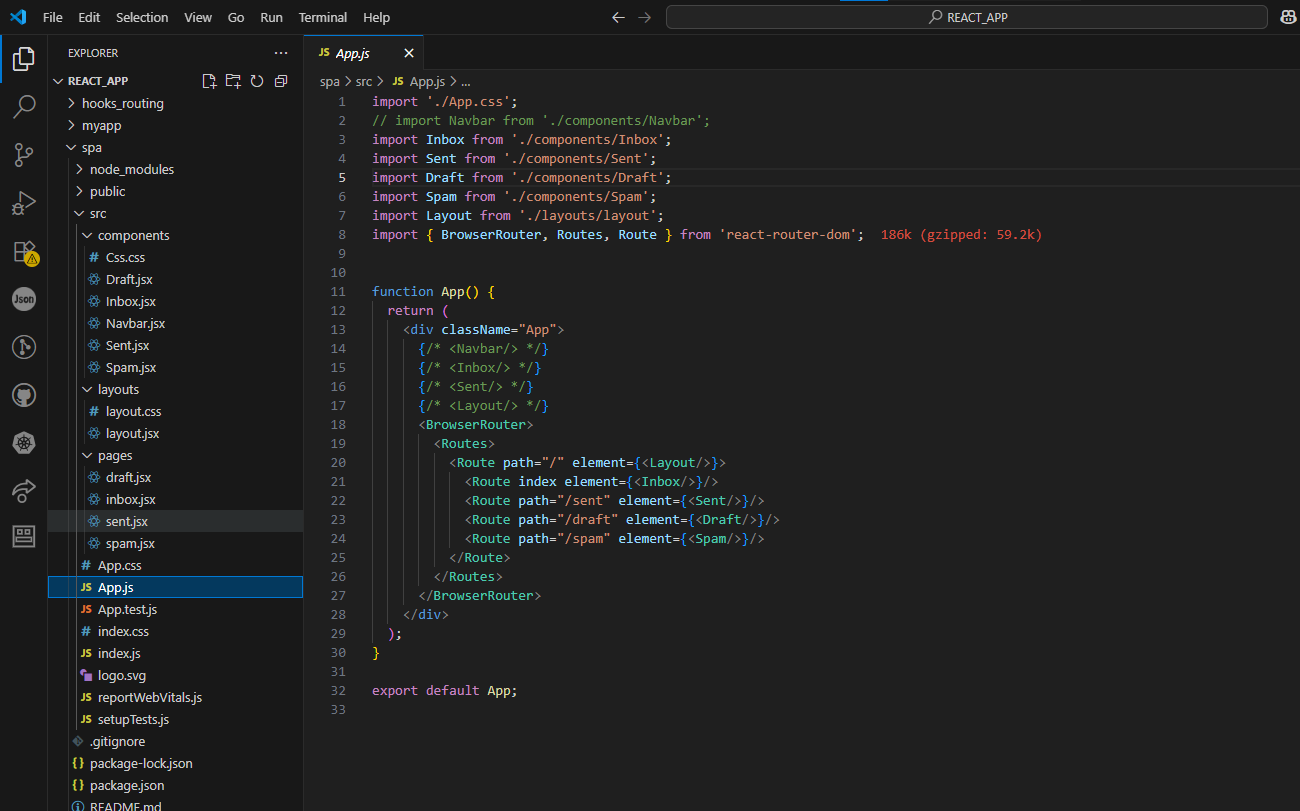 File Edit Selection View Go Run Terminal Help
REACT_APP
EXPLORER
REACT_APP
hooks_routing
myapp
spa
node_modules
public
src
components
# Css.css
Draft.jsx
Inbox.jsx
Navbar.jsx
Sent.jsx
Spam.jsx
layouts
# layout.css
layout.jsx
pages
draft.jsx
inbox.jsx
sent.jsx
spam.jsx
# App.css
JS App.js
JS App.test.js
# index.css
JS index.js
logo.svg
JS reportWebVitals.js
JS setupTests.js
.gitignore
{} package-lock.json
{} package.json
README.md
Json
JS App.js
spa > src > JS App.js > ...
1 import './App.css';
2 // import Navbar from './components/Navbar';
3 import Inbox from './components/Inbox';
4 import Sent from './components/Sent';
5 import Draft from './components/Draft';
6 import Spam from './components/Spam';
7 import Layout from './layouts/layout';
8 import { BrowserRouter, Routes, Route } from 'react-router-dom'; 186k (gzipped: 59.2k)
9
10
11 function App() {
12 return (
13 <div className="App">
14 {/* <Navbar/> */}
15 {/* <Inbox/> */}
16 {/* <Sent/> */}
17 {/* <Layout/> */}
18 <BrowserRouter>
19 <Routes>
20 <Route path="/" element={<Layout/>}>
21 <Route index element={<Inbox/>}/>
22 <Route path="/sent" element={<Sent/>}/>
23 <Route path="/draft" element={<Draft/>}/>
24 <Route path="/spam" element={<Spam/>}/>
25 </Route>
26 </Routes>
27 </BrowserRouter>
28 </div>
29 );
30 }
31
32 export default App;
33